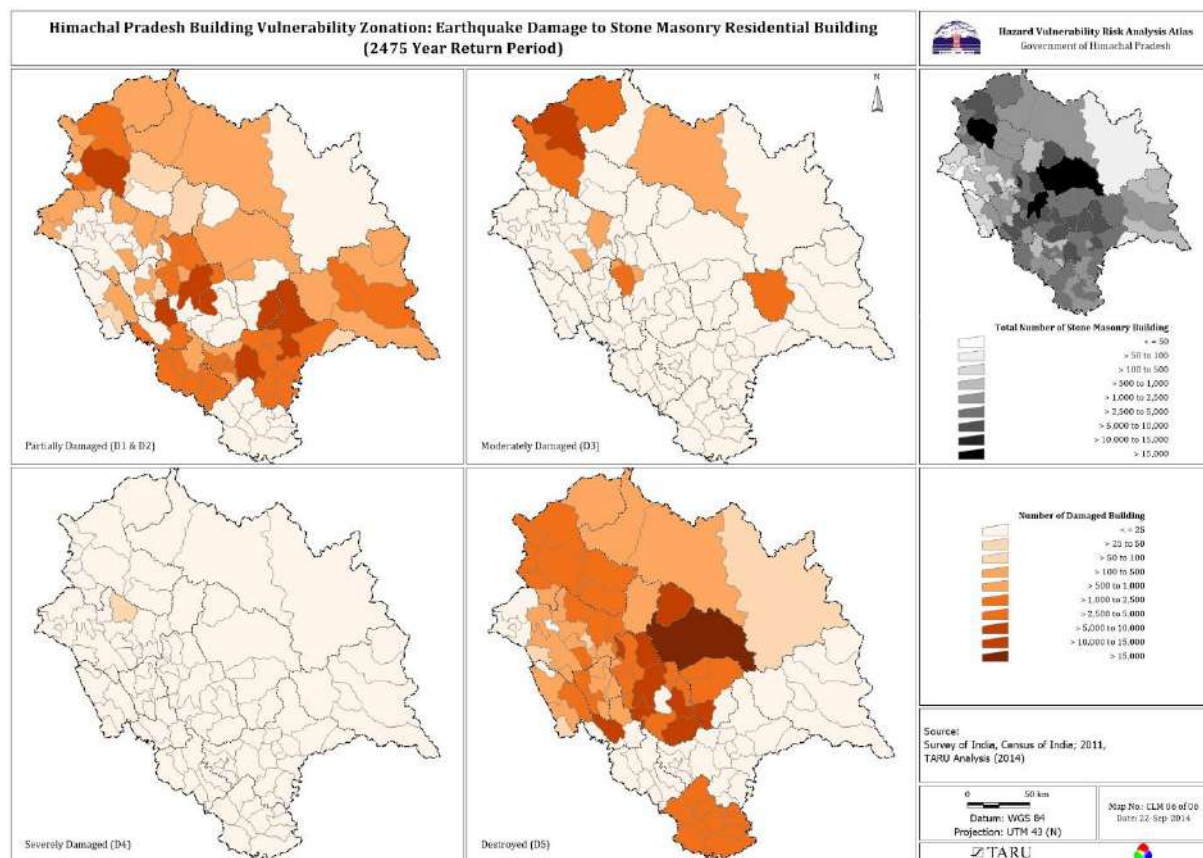 Himachal Pradesh Building Vulnerability Zonation: Earthquake Damage to Stone Masonry Residential Building
(2475 Year Return Period)
Hazard Vulnerability Risk Analysis Atlas
Government of Himachal Pradesh
N
Partially Damaged (D1 & D2)
Moderately Damaged (D3)
Total Number of Stone Masonry Building
< = 50
> 50 to 100
> 100 to 500
> 500 to 1,000
> 1,000 to 2,500
> 2,500 to 5,000
> 5,000 to 10,000
> 10,000 to 15,000
> 15,000
Severely Damaged (D4)
Destroyed (D5)
Number of Damaged Building
< = 25
> 25 to 50
> 50 to 100
> 100 to 500
> 500 to 1,000
> 1,000 to 2,500
> 2,500 to 5,000
> 5,000 to 10,000
> 10,000 to 15,000
> 15,000
Source:
Survey of India, Census of India; 2011,
TARU Analysis (2014)
0 50 km
Datum: WGS 84
Projection: UTM 43 (N)
Map No.: CLM 06 of 06
Date: 22-Sep 2014
TARU